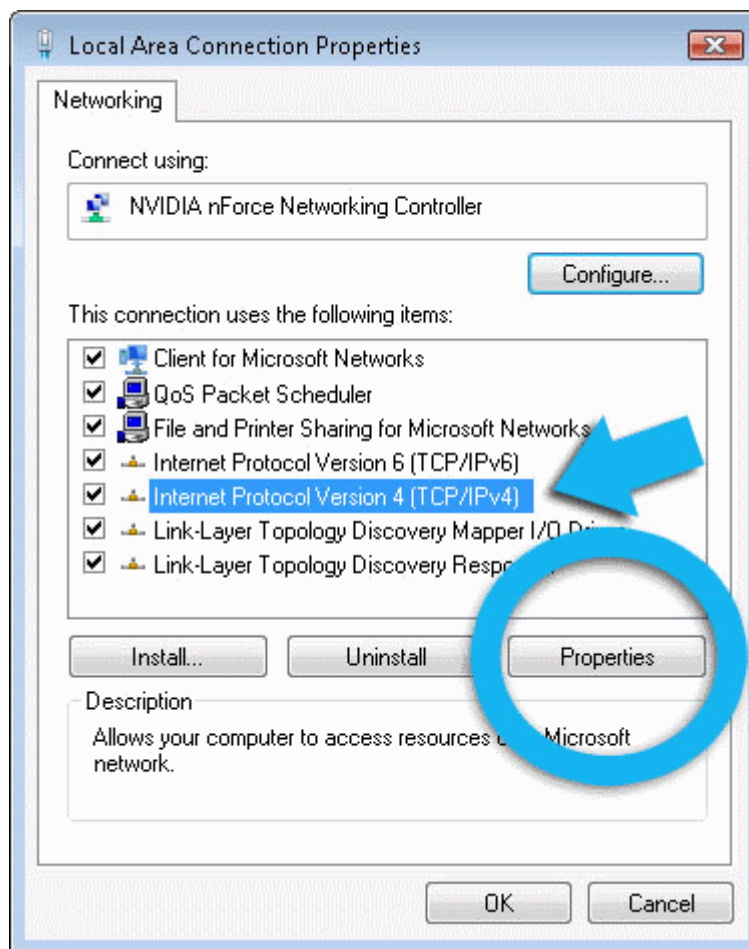 Local Area Connection Properties
Networking
Connect using:
NVIDIA nForce Networking Controller
Configure...
This connection uses the following items:
Client for Microsoft Networks
QoS Packet Scheduler
File and Printer Sharing for Microsoft Networks
Internet Protocol Version 6 (TCP/IPv6)
Internet Protocol Version 4 (TCP/IPv4)
Link-Layer Topology Discovery Mapper I/O
Link-Layer Topology Discovery
Install...
Uninstall
Properties
Description
Allows your computer to access resources Microsoft
network.
OK
Cancel